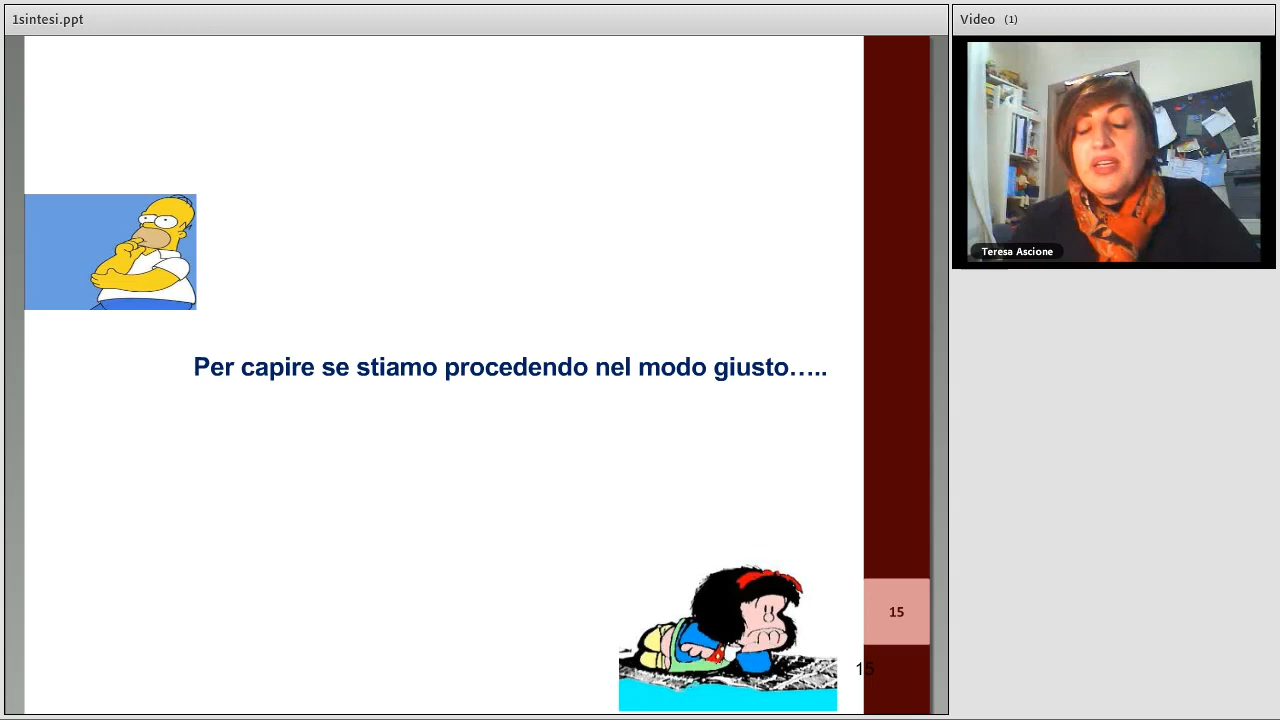 1sintesi.ppt
Video (1)
Teresa Ascione
Per capire se stiamo procedendo nel modo giusto…..
15
15